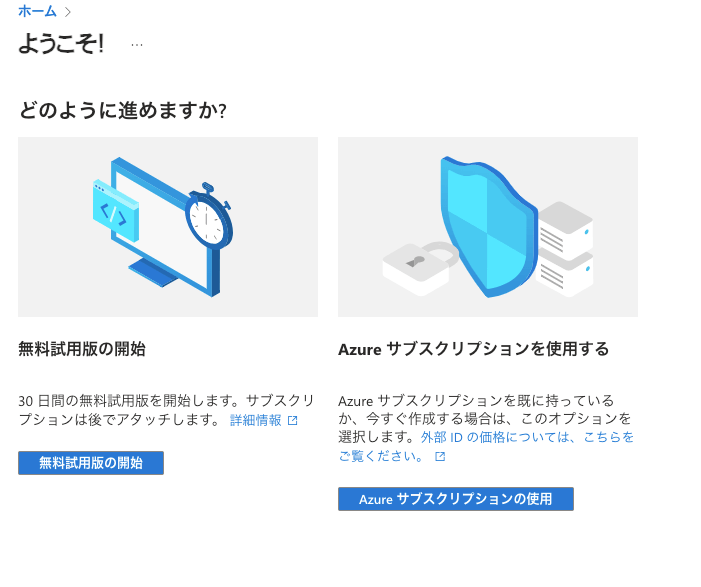 ホーム
ようこそ!
どのように進めますか?
無料試用版の開始
30 日間の無料試用版を開始します。サブスクリ
プションは後でアタッチします。 詳細情報
無料試用版の開始
Azure サブスクリプションを使用する
Azure サブスクリプションを既に持っている
か、今すぐ作成する場合は、このオプションを
選択します。外部 ID の価格については、こちらを
ご覧ください。
Azure サブスクリプションの使用